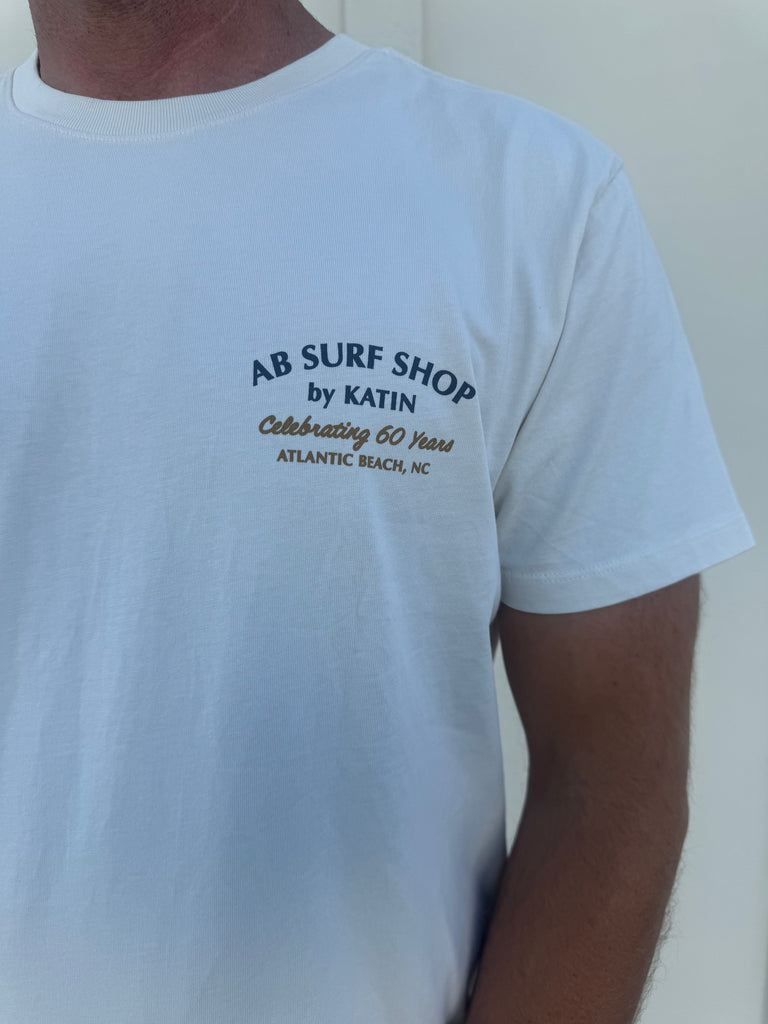 AB SURF SHOP
by KATIN
Celebrating 60 Years
ATLANTIC BEACH, NC